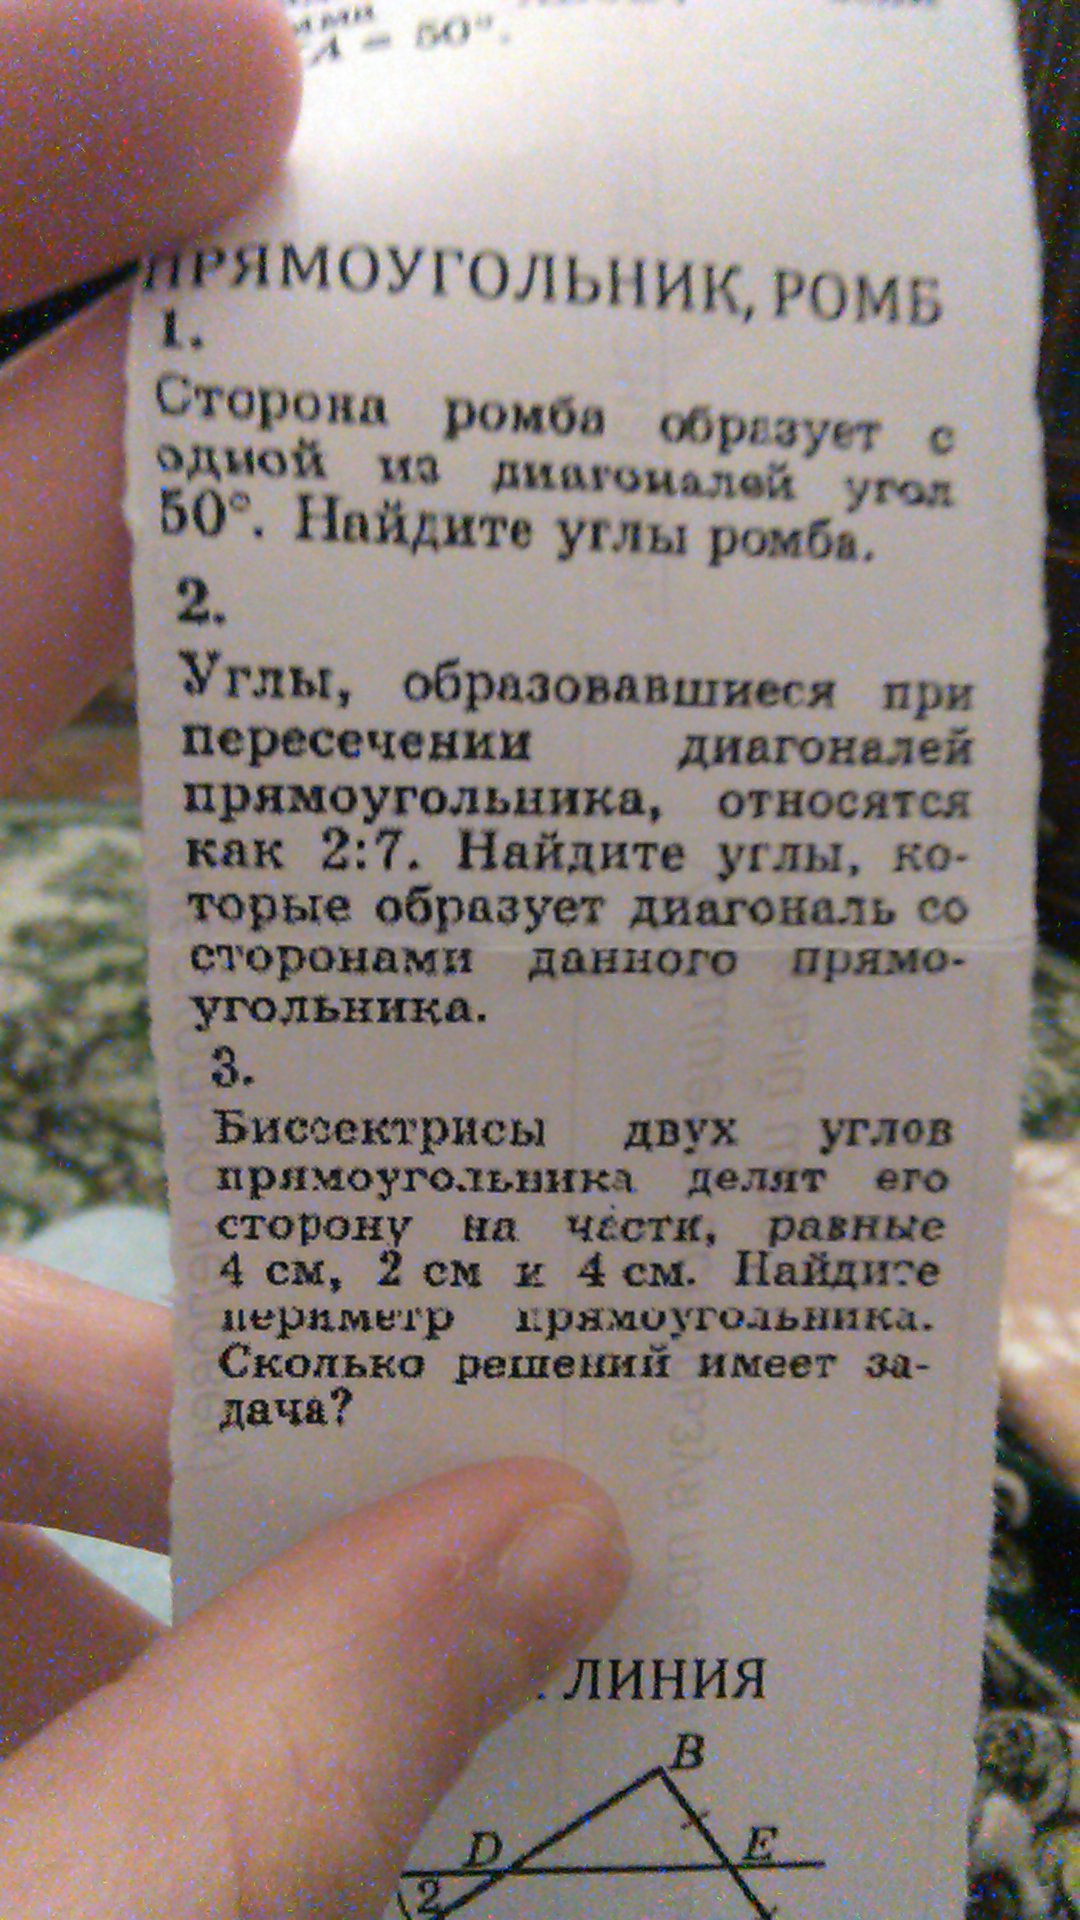 A = 50°.
ПРЯМОУГОЛЬНИК, РОМБ
1.
Сторона ромба образует с
одной из диагоналей угол
50°. Найдите углы ромба.
2.
Углы, образовавшиеся при
пересечении диагоналей
прямоугольника, относятся
как 2:7. Найдите углы, ко-
торые образует диагональ со
сторонами данного прямо-
угольника.
3.
Биссектрисы двух углов
прямоугольника делят его
сторону на части, равные
4 см, 2 см и 4 см. Найдите
периметр прямоугольника.
Сколько решений имеет за-
дача?
ЛИНИЯ
B
D E
2